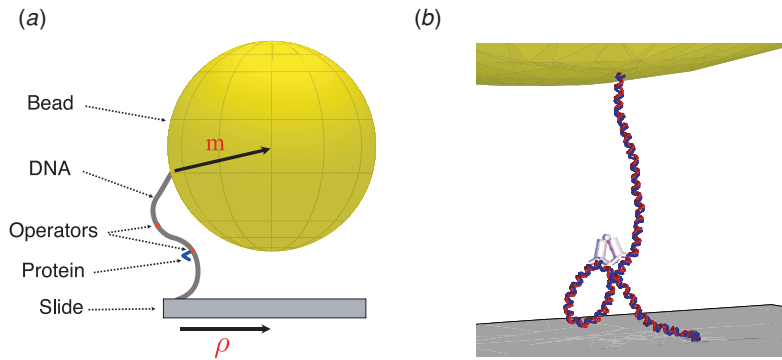 (a)
(b)
Bead
m
DNA
Operators
Protein
Slide
ρ